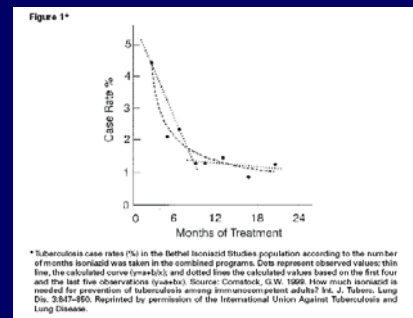 Figure 1*
5
4
3
2
1
0
6
12
18
24
Case Rate %
Months of Treatment
* Tuberculosis case rates (%) in the Bethel Isoniazid Studies population according to the number
of months isoniazid was taken in the combined programs. Dots represent observed values; thin
line, the calculated curve (y=a+b/x); and dotted lines the calculated values based on the first four
and the last five observations (y=a+bx). Source: Comstock, G.W. 1999. How much isoniazid is
needed for prevention of tuberculosis among immunocompetent adults? Int. J. Tuberc. Lung
Dis. 3:847–850. Reprinted by permission of the International Union Against Tuberculosis and
Lung Disease.